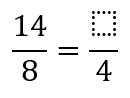 14/8 = ⬚/4